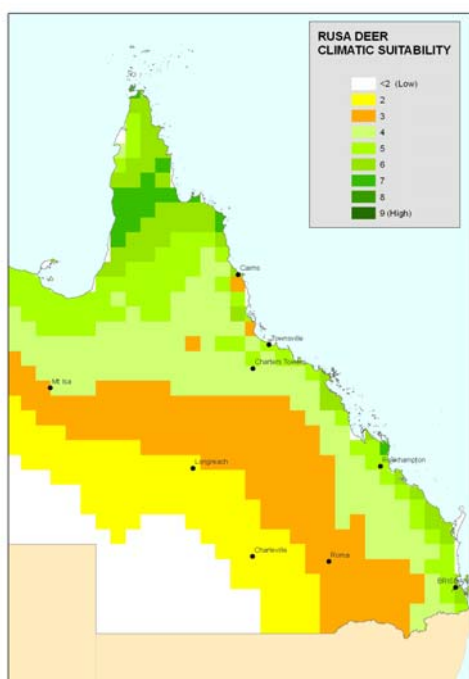 RUSA DEER
CLIMATIC SUITABILITY
<2 (Low)
2
3
4
5
6
7
8
9 (High)
Cairns
Townsville
Charters Towers
Mt Isa
Longreach
Rockhampton
Charleville
Roma